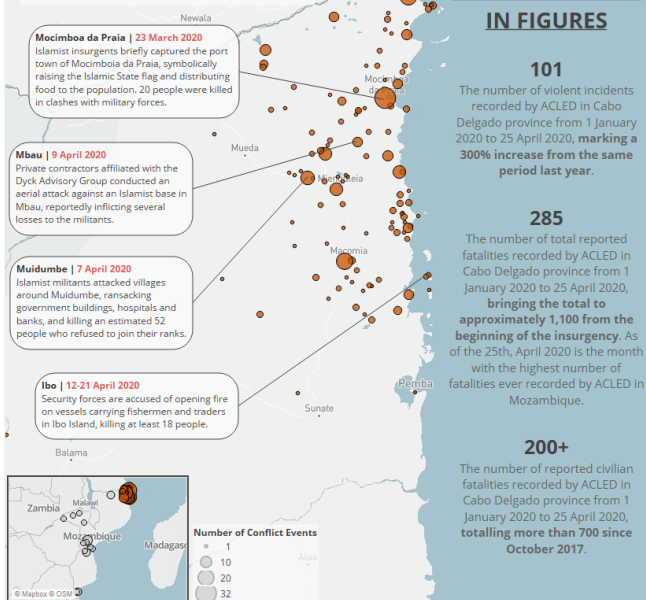 Newala
Mocimboa da Praia | 23 March 2020
Islamist insurgents briefly captured the port
town of Mocimboa da Praia, symbolically
raising the Islamic State flag and distributing
food to the population. 20 people were killed
in clashes with military forces.
Mueda
Mbau | 9 April 2020
Private contractors affiliated with the
Dyck Advisory Group conducted an
aerial attack against an Islamist base in
Mbau, reportedly inflicting several
losses to the militants.
Macomia
Muidumbe | 7 April 2020
Islamist militants attacked villages
around Muidumbe, ransacking
government buildings, hospitals and
banks, and killing an estimated 52
people who refused to join their ranks.
Ibo | 12-21 April 2020
Security forces are accused of opening fire
on vessels carrying fishermen and traders
in Ibo Island, killing at least 18 people.
Pemba
Sunate
Balama
Malawi
Zambia
Mozambique
Madagasc
© Mapbox © OSM
Number of Conflict Events
1
10
20
32
Alua
IN FIGURES
101
The number of violent incidents
recorded by ACLED in Cabo
Delgado province from 1 January
2020 to 25 April 2020, marking a
300% increase from the same
period last year.
285
The number of total reported
fatalities recorded by ACLED in
Cabo Delgado province from 1
January 2020 to 25 April 2020,
bringing the total to
approximately 1,100 from the
beginning of the insurgency. As
of the 25th, April 2020 is the month
with the highest number of
fatalities ever recorded by ACLED in
Mozambique.
200+
The number of reported civilian
fatalities recorded by ACLED in
Cabo Delgado province from 1
January 2020 to 25 April 2020,
totalling more than 700 since
October 2017.